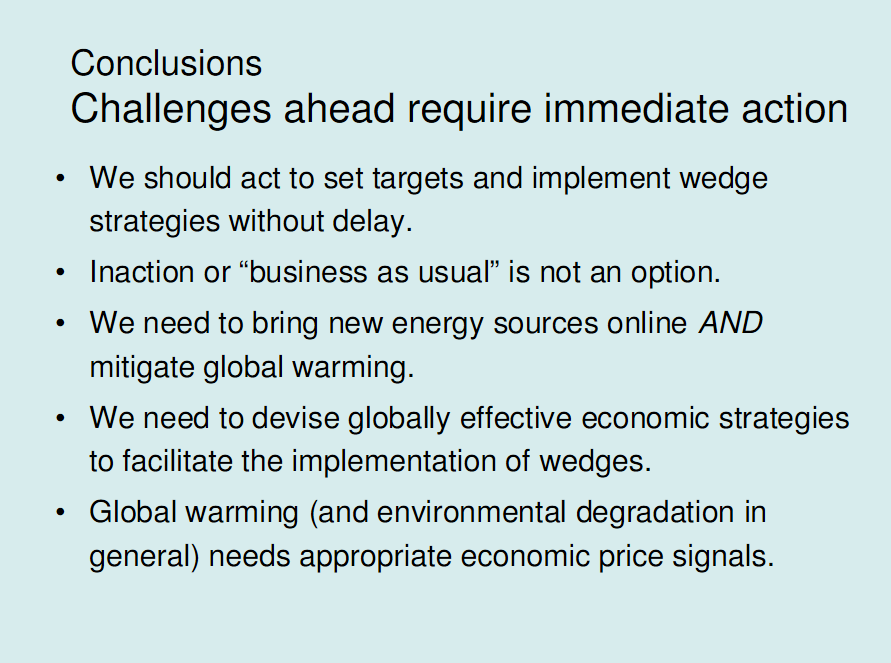 Conclusions
Challenges ahead require immediate action
• We should act to set targets and implement wedge
strategies without delay.
• Inaction or “business as usual” is not an option.
• We need to bring new energy sources online AND
mitigate global warming.
• We need to devise globally effective economic strategies
to facilitate the implementation of wedges.
• Global warming (and environmental degradation in
general) needs appropriate economic price signals.